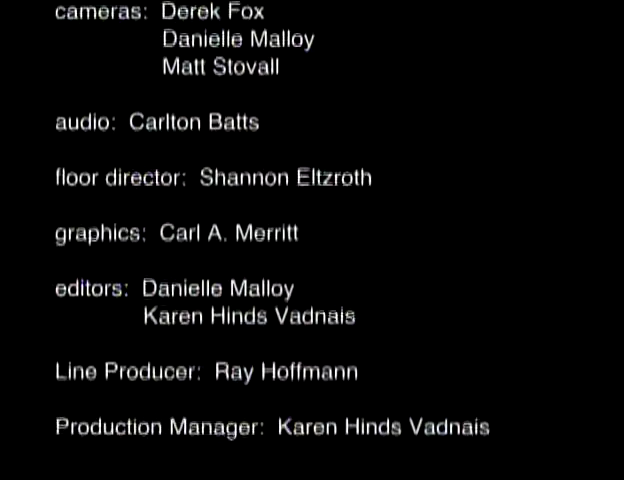 cameras: Derek Fox
Danielle Malloy
Matt Stovall
audio: Carlton Batts
floor director: Shannon Eltzroth
graphics: Carl A. Merritt
editors: Danielle Malloy
Karen Hinds Vadnais
Line Producer: Ray Hoffmann
Production Manager: Karen Hinds Vadnais